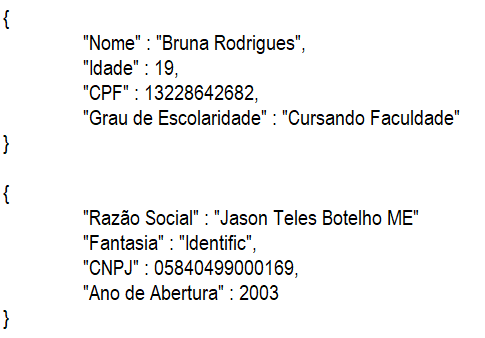 {
"Nome" : "Bruna Rodrigues",
"Idade" : 19,
"CPF" : 13228642682,
"Grau de Escolaridade" : "Cursando Faculdade"
}
{
"Razão Social" : "Jason Teles Botelho ME"
"Fantasia" : "Identific",
"CNPJ" : 05840499000169,
"Ano de Abertura" : 2003
}